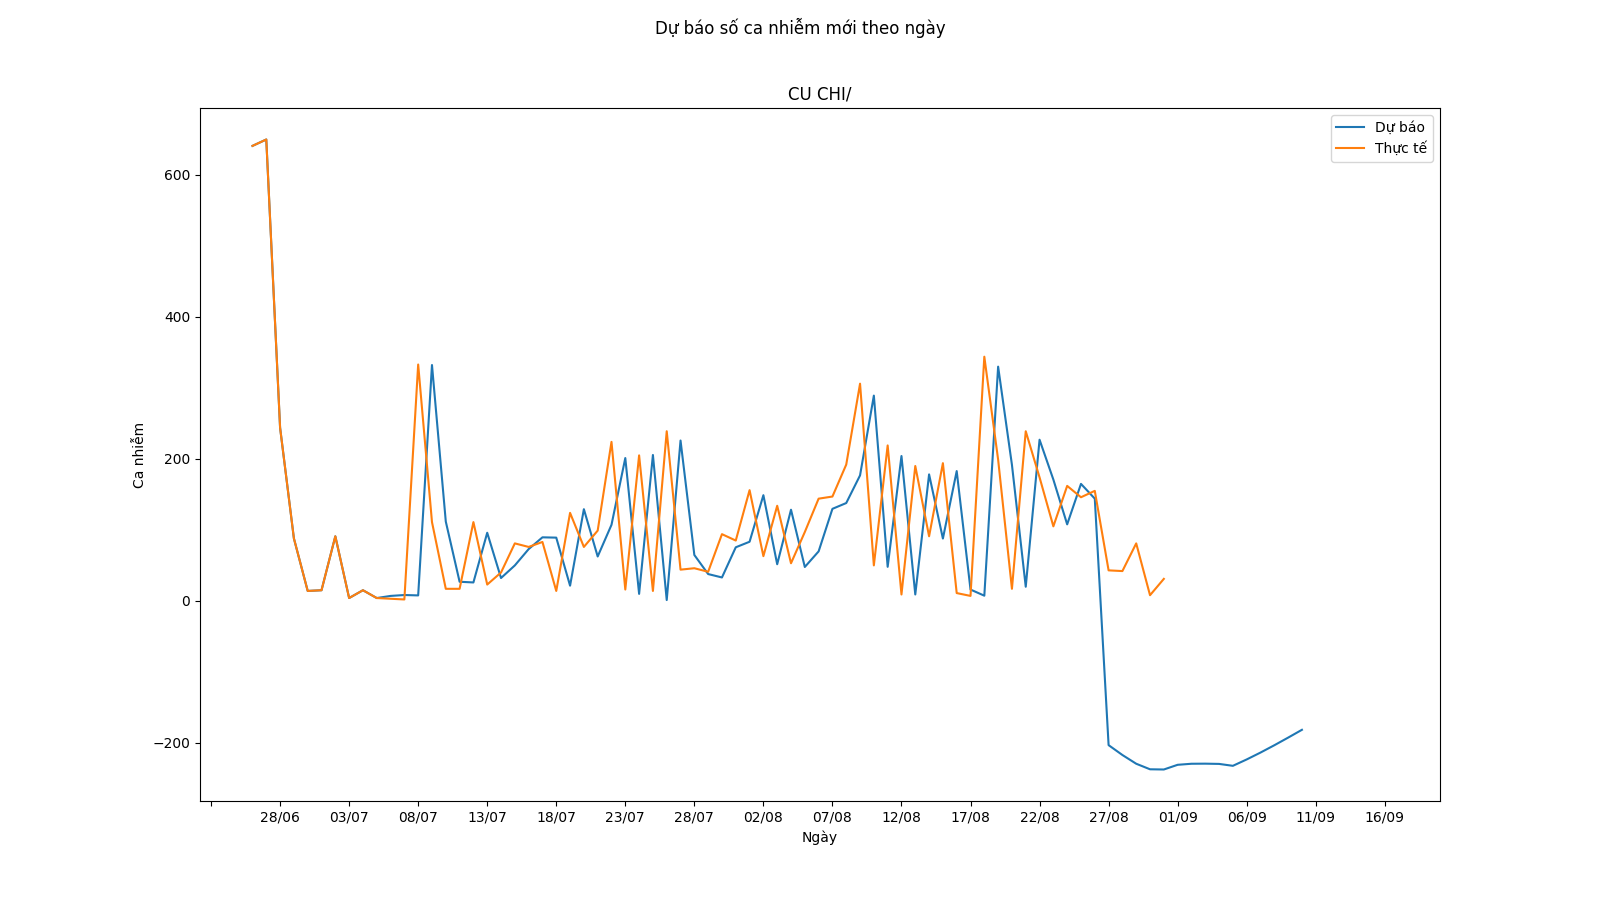 Dự báo số ca nhiễm mới theo ngày
CU CHI/
Dự báo
Thực tế
Ca nhiễm
600
400
200
0
−200
28/06 03/07 08/07 13/07 18/07 23/07 28/07 02/08 07/08 12/08 17/08 22/08 27/08 01/09 06/09 11/09 16/09
Ngày